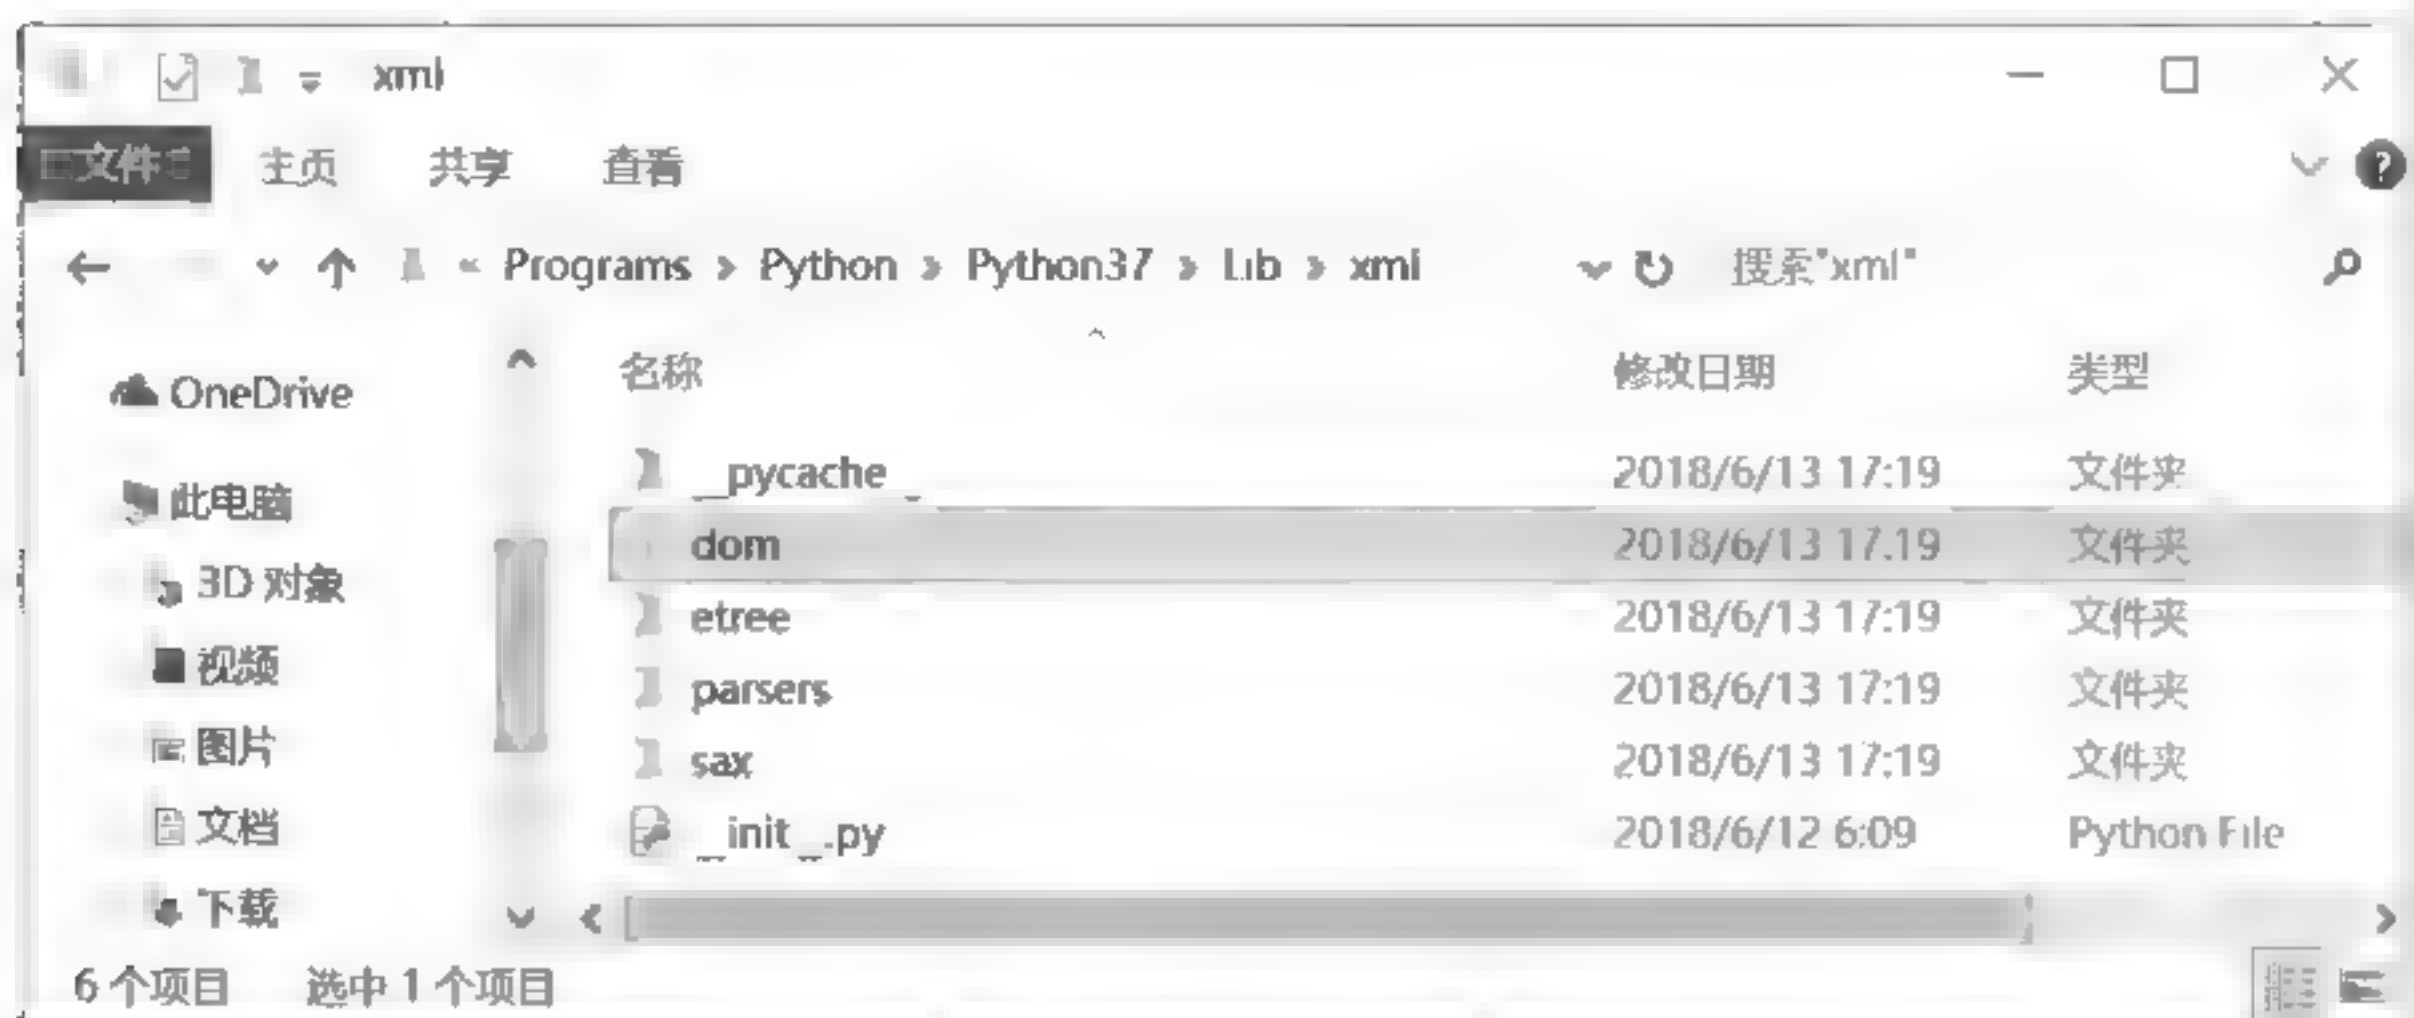 xml
文件 主页 共享 查看
« Programs › Python › Python37 › Lib › xml 搜索"xml"
名称 修改日期 类型
OneDrive
此电脑
3D 对象
视频
图片
文档
下载
__pycache__ 2018/6/13 17:19 文件夹
dom 2018/6/13 17:19 文件夹
etree 2018/6/13 17:19 文件夹
parsers 2018/6/13 17:19 文件夹
sax 2018/6/13 17:19 文件夹
__init__.py 2018/6/12 6:09 Python File
6 个项目 选中 1 个项目